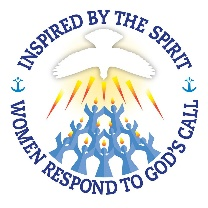 INSPIRED BY THE SPIRIT
WOMEN RESPOND TO GOD'S CALL